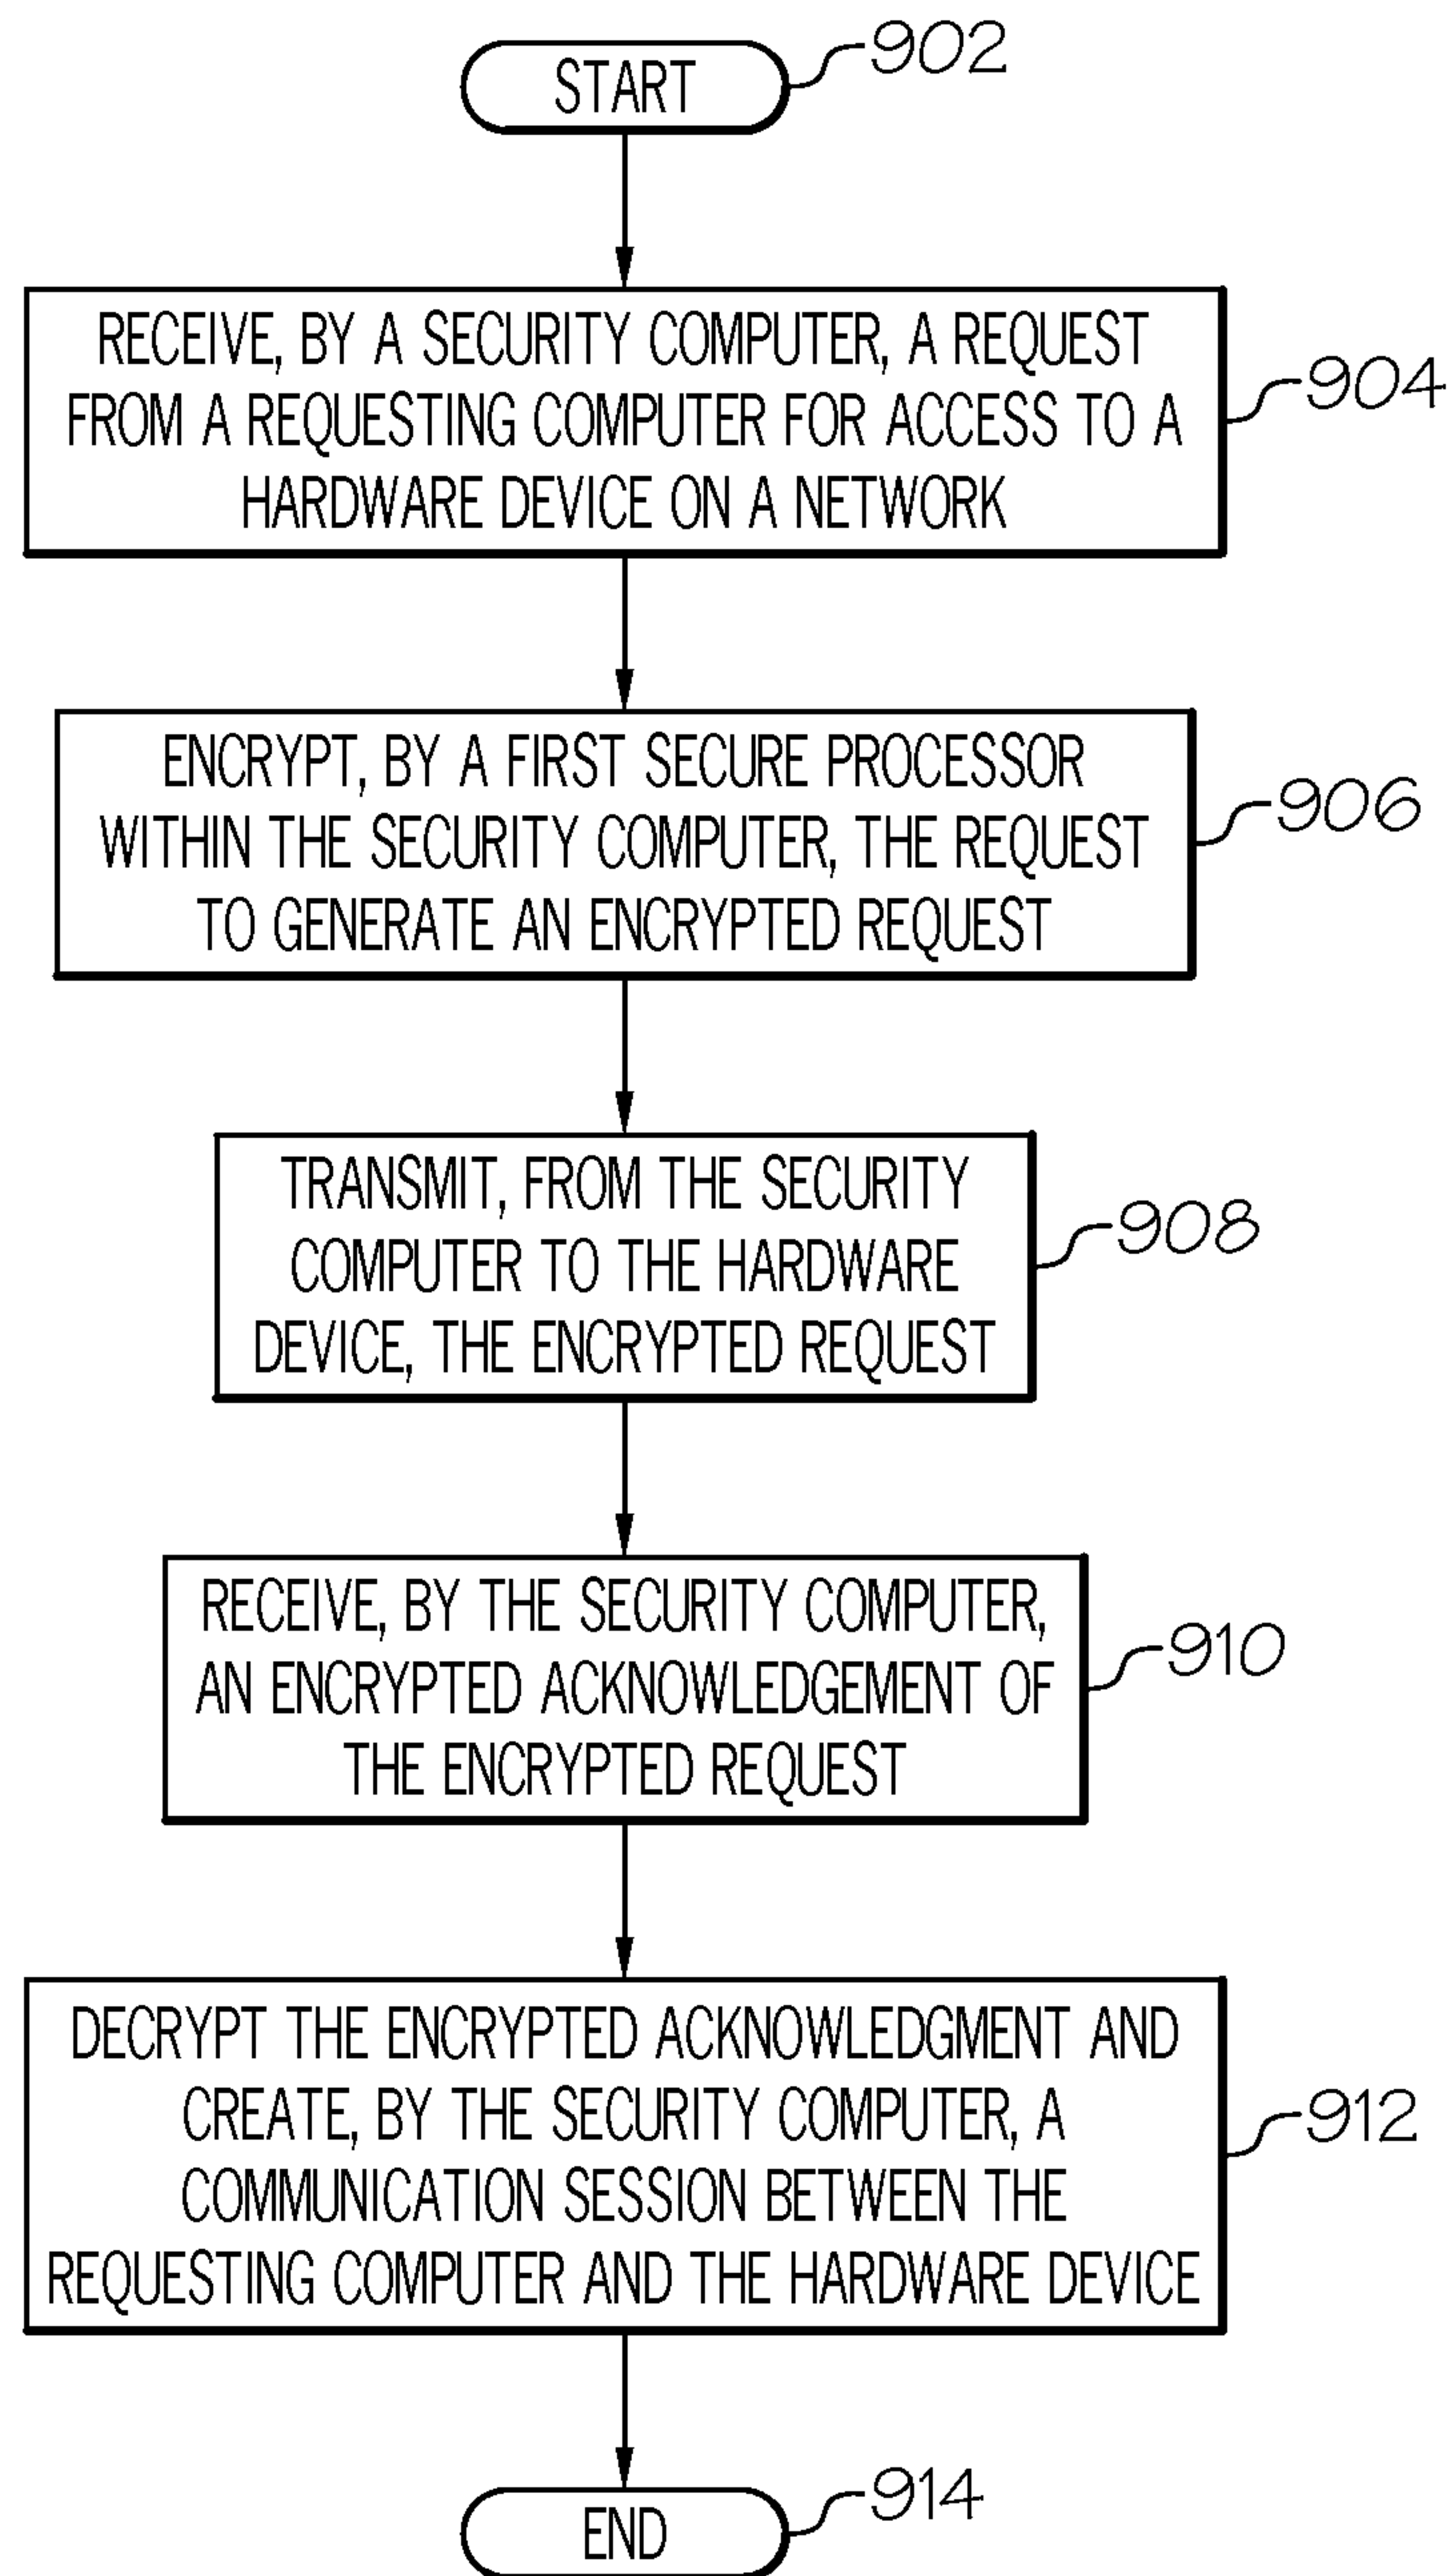 START
902
RECEIVE, BY A SECURITY COMPUTER, A REQUEST
FROM A REQUESTING COMPUTER FOR ACCESS TO A
HARDWARE DEVICE ON A NETWORK
904
ENCRYPT, BY A FIRST SECURE PROCESSOR
WITHIN THE SECURITY COMPUTER, THE REQUEST
TO GENERATE AN ENCRYPTED REQUEST
906
TRANSMIT, FROM THE SECURITY
COMPUTER TO THE HARDWARE
DEVICE, THE ENCRYPTED REQUEST
908
RECEIVE, BY THE SECURITY COMPUTER,
AN ENCRYPTED ACKNOWLEDGEMENT OF
THE ENCRYPTED REQUEST
910
DECRYPT THE ENCRYPTED ACKNOWLEDGMENT AND
CREATE, BY THE SECURITY COMPUTER, A
COMMUNICATION SESSION BETWEEN THE
REQUESTING COMPUTER AND THE HARDWARE DEVICE
912
END
914